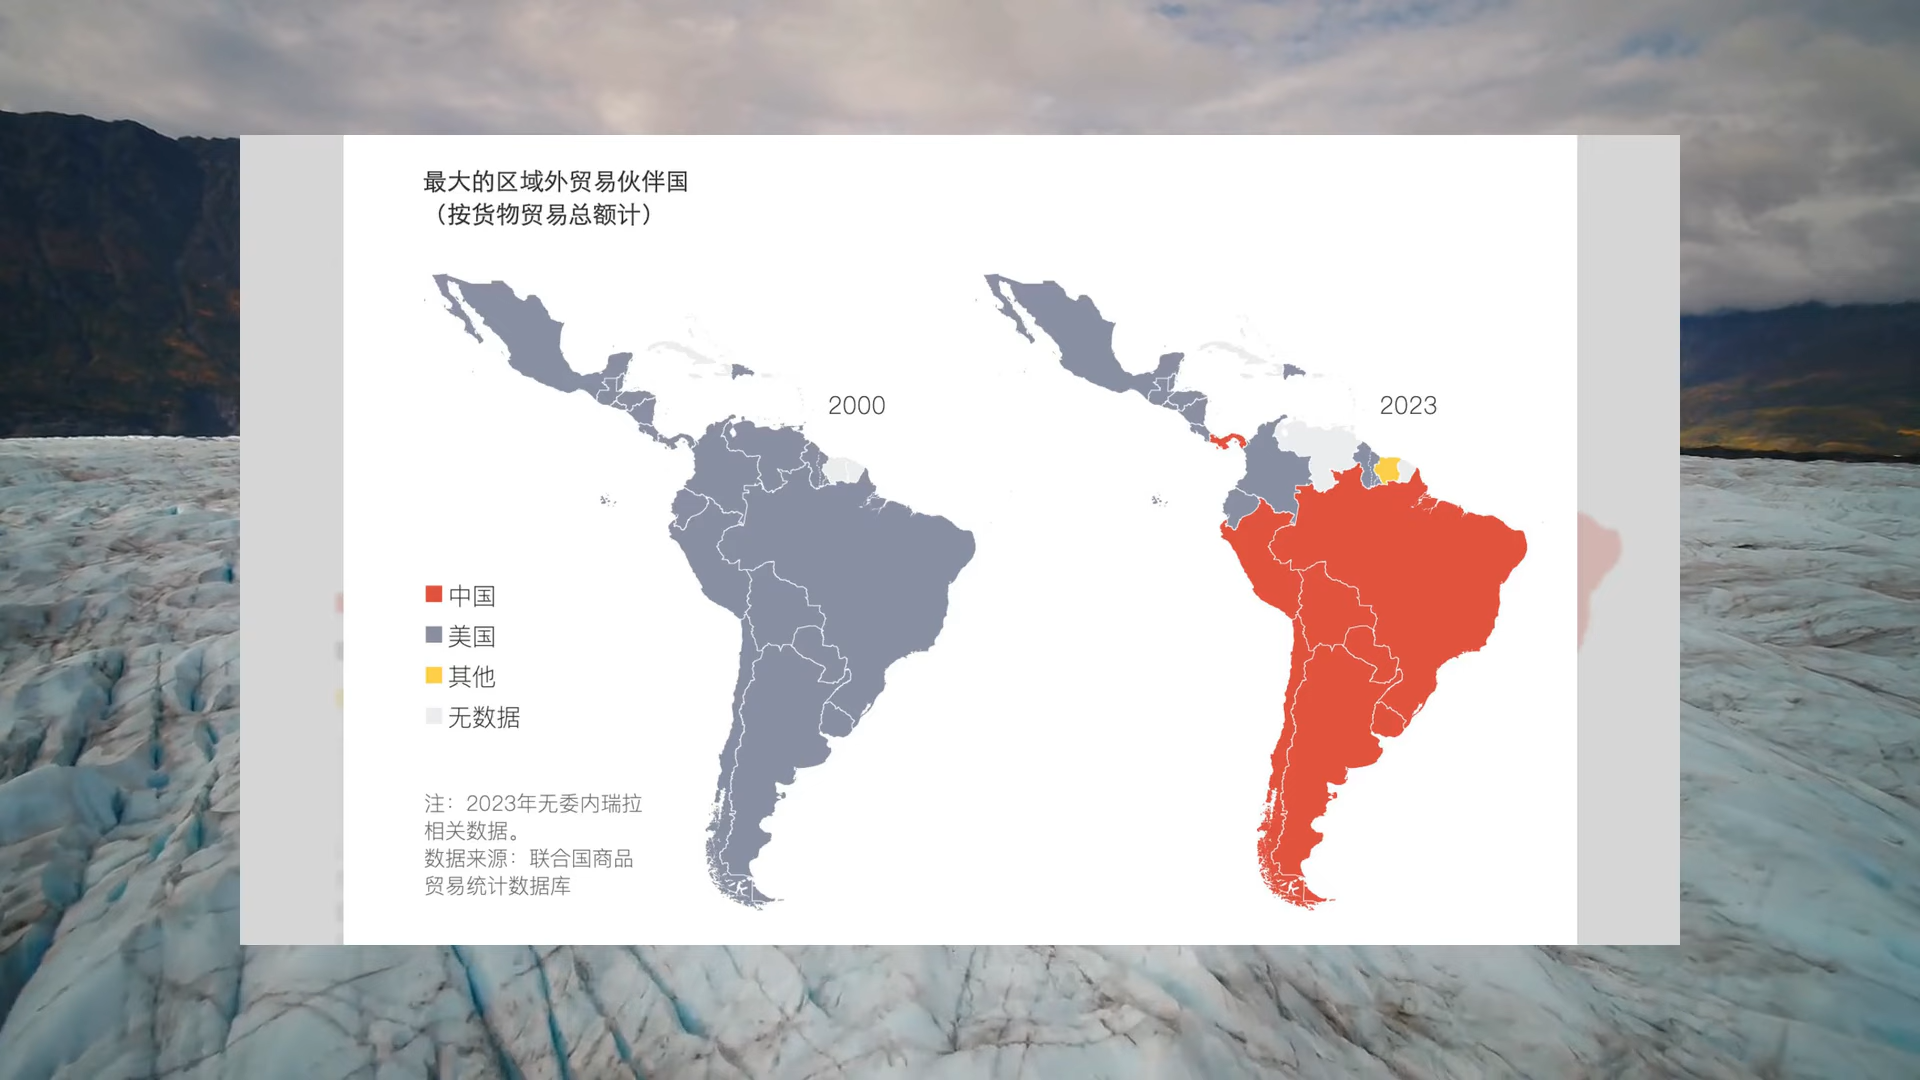 最大的区域外贸易伙伴国
（按货物贸易总额计）
2000
2023
中国
美国
其他
无数据
注：2023年无委内瑞拉
相关数据。
数据来源：联合国商品
贸易统计数据库